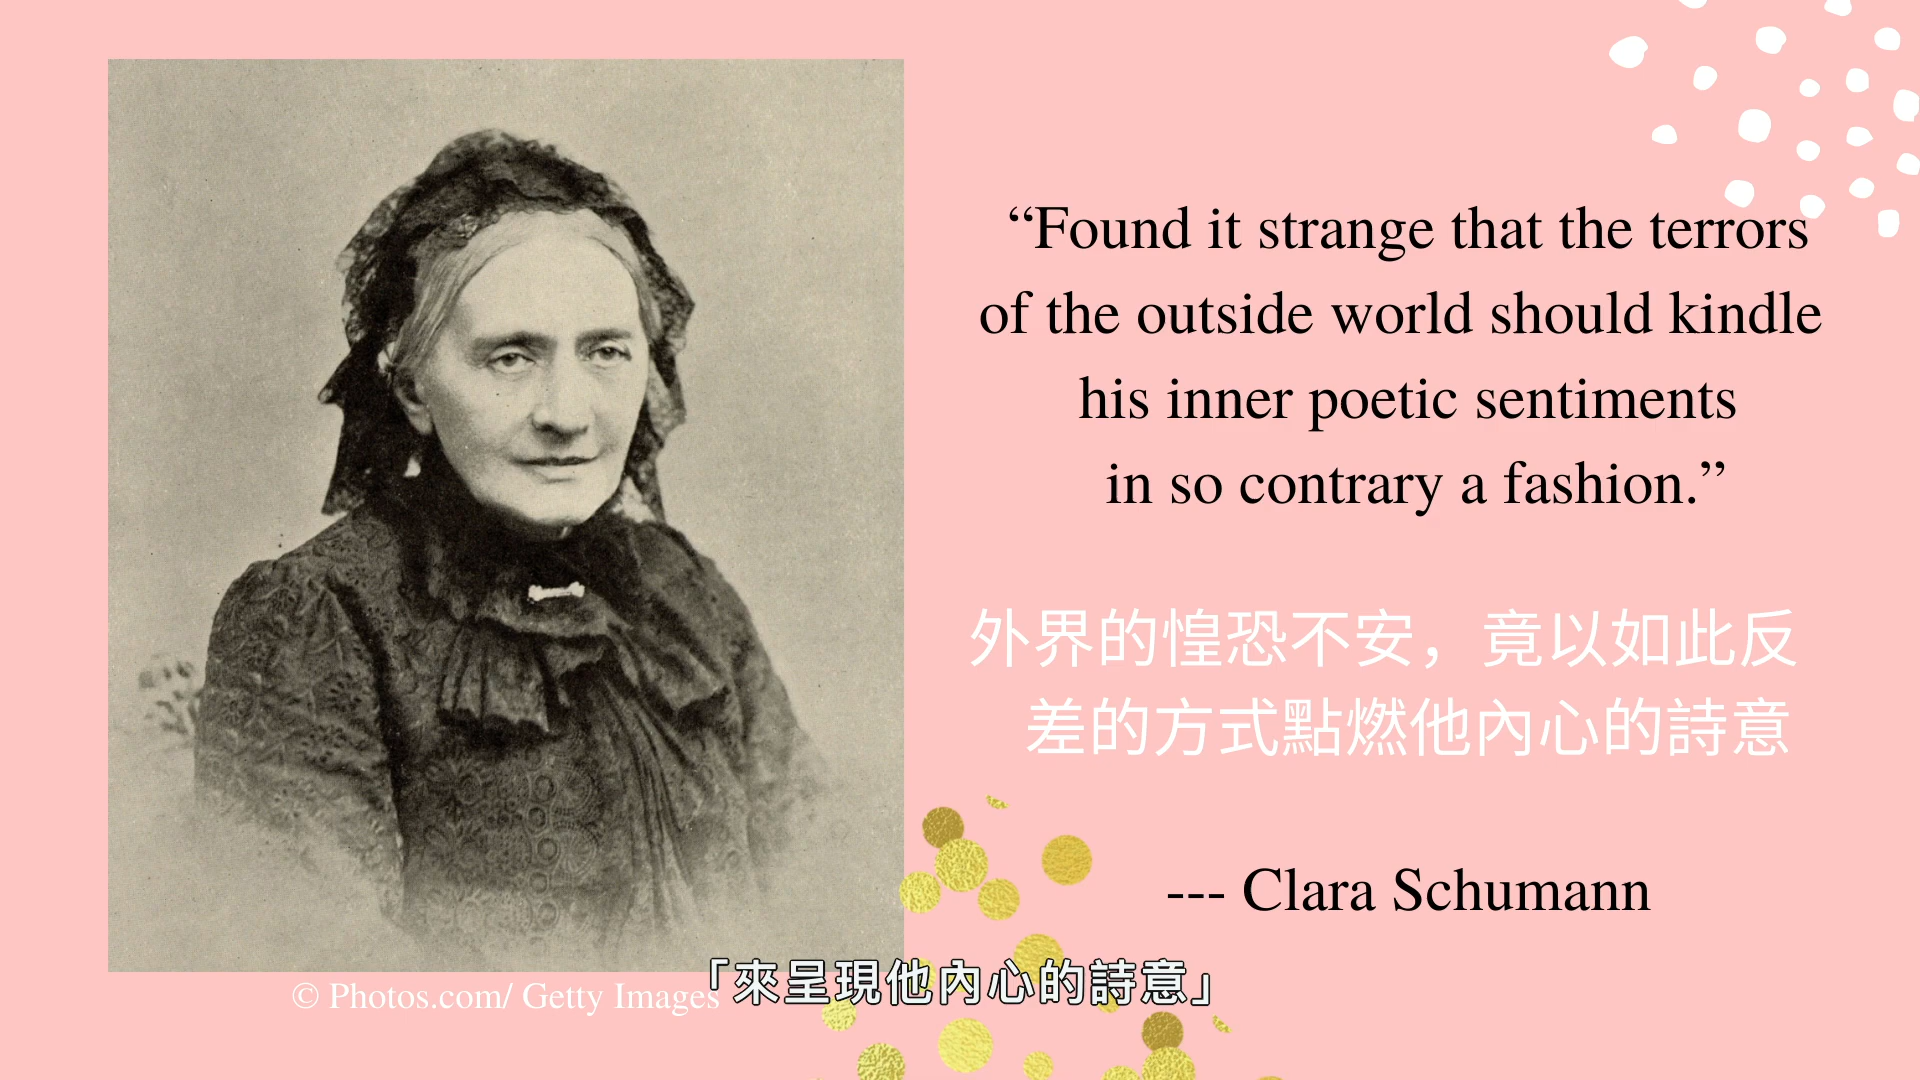 “Found it strange that the terrors
of the outside world should kindle
his inner poetic sentiments
in so contrary a fashion.”
外界的惶恐不安，竟以如此反
差的方式點燃他內心的詩意
--- Clara Schumann
© Photos.com/ Getty Images
「來呈現他內心的詩意」